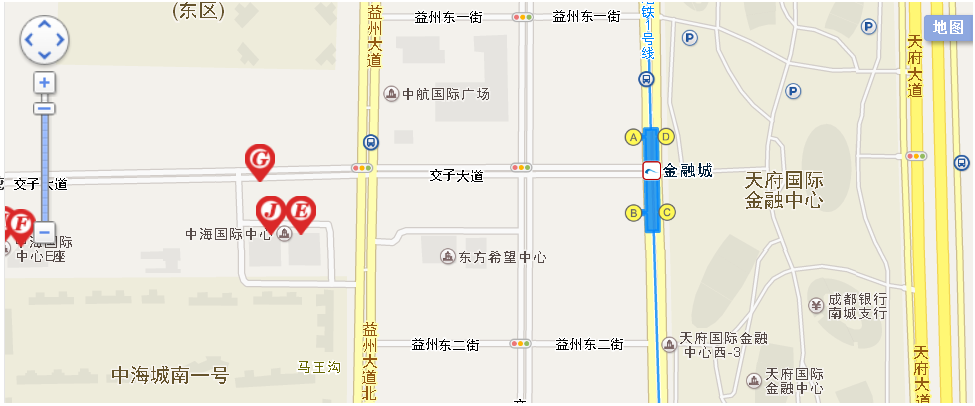 (东区)
益州大道
益州东一街
益州东一街
铁1号线
地图
P
P
P
天府大道
中航国际广场
A
D
G
金融城
交子大道
交子大道
天府国际
金融中心
J
E
F
B
C
中海国际中心
中海国际
中心E座
东方希望中心
¥
成都银行
南城支行
益州大道北
益州东二街
益州东二街
天府国际金融
中心西-3
天府大道
马王沟
中海城南一号
天府国际
金融中心